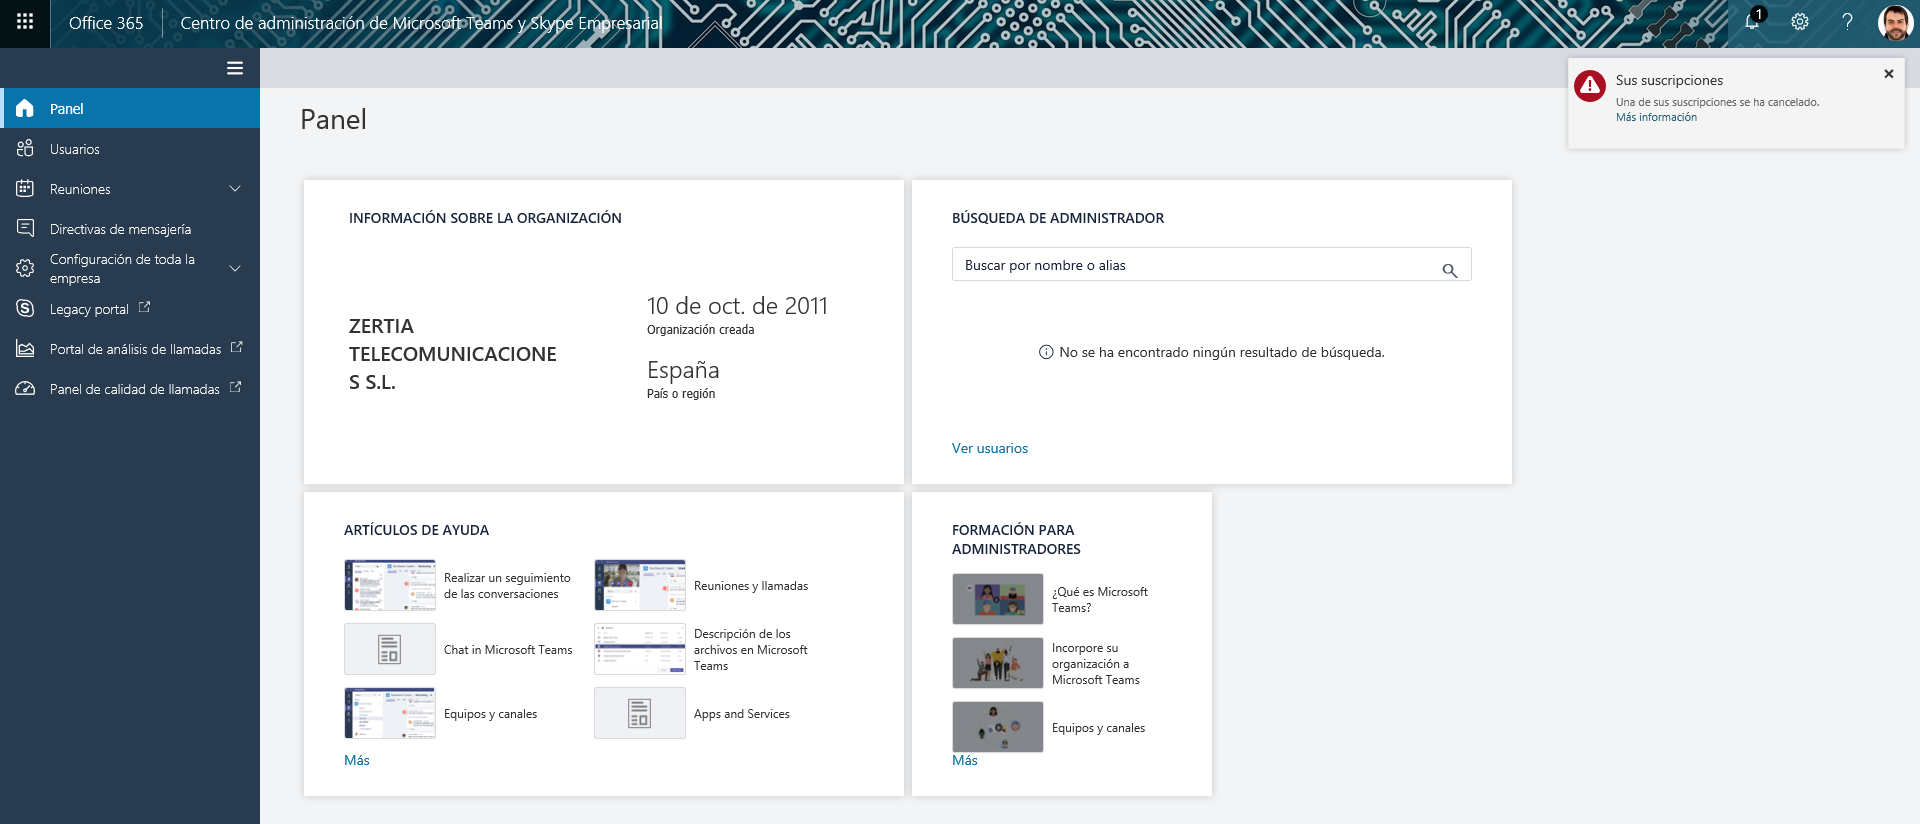 Office 365
Centro de administración de Microsoft Teams y Skype Empresarial
1
Sus suscripciones
Una de sus suscripciones se ha cancelado.
Más información
Panel
Usuarios
Reuniones
Directivas de mensajería
Configuración de toda la
empresa
Legacy portal
Portal de análisis de llamadas
Panel de calidad de llamadas
Panel
INFORMACIÓN SOBRE LA ORGANIZACIÓN
ZERTIA
TELECOMUNICACIONE
S S.L.
10 de oct. de 2011
Organización creada
España
País o región
BÚSQUEDA DE ADMINISTRADOR
Buscar por nombre o alias
No se ha encontrado ningún resultado de búsqueda.
Ver usuarios
ARTÍCULOS DE AYUDA
Realizar un seguimiento
de las conversaciones
Reuniones y llamadas
Chat in Microsoft Teams
Descripción de los
archivos en Microsoft
Teams
Equipos y canales
Apps and Services
Más
FORMACIÓN PARA
ADMINISTRADORES
¿Qué es Microsoft
Teams?
Incorpore su
organización a
Microsoft Teams
Equipos y canales
Más